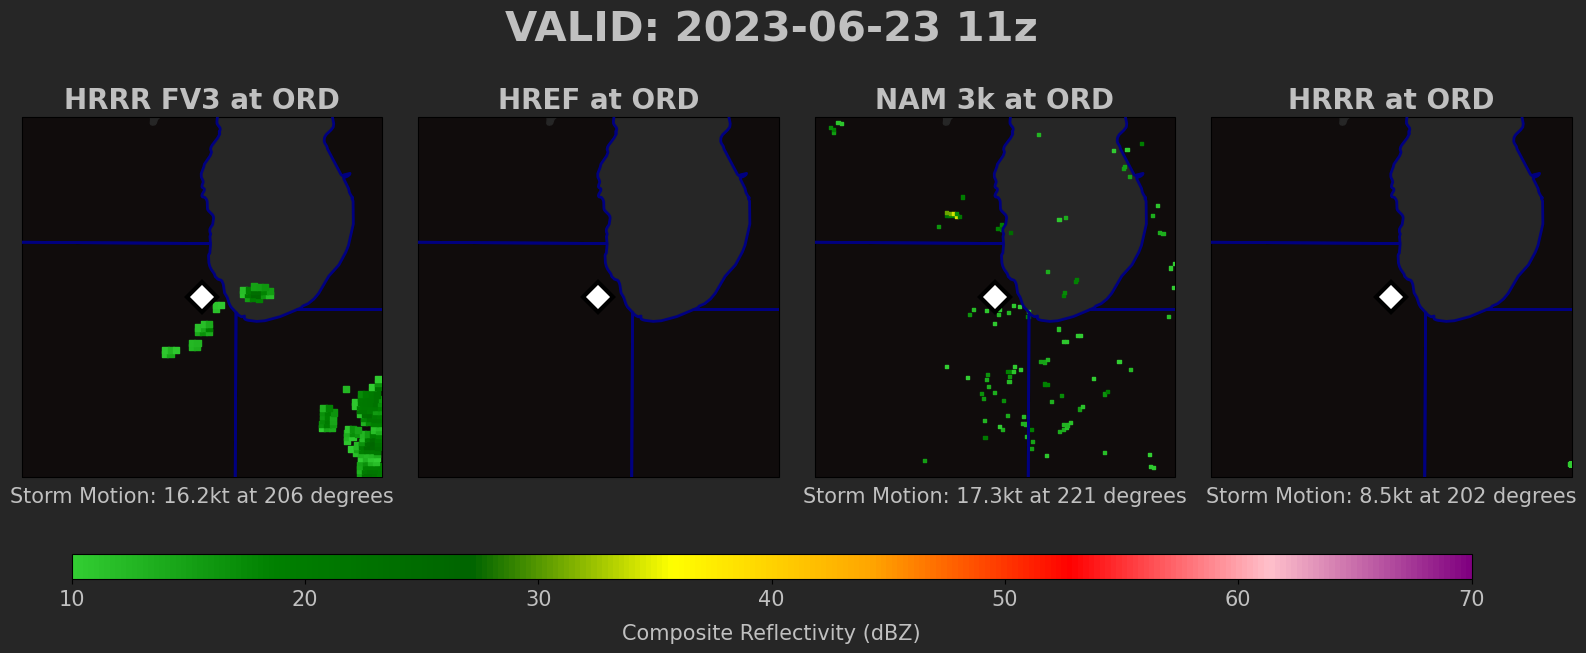 VALID: 2023-06-23 11z
HRRR FV3 at ORD
HREF at ORD
NAM 3k at ORD
HRRR at ORD
Storm Motion: 16.2kt at 206 degrees
Storm Motion: 17.3kt at 221 degrees
Storm Motion: 8.5kt at 202 degrees
10 20 30 40 50 60 70
Composite Reflectivity (dBZ)